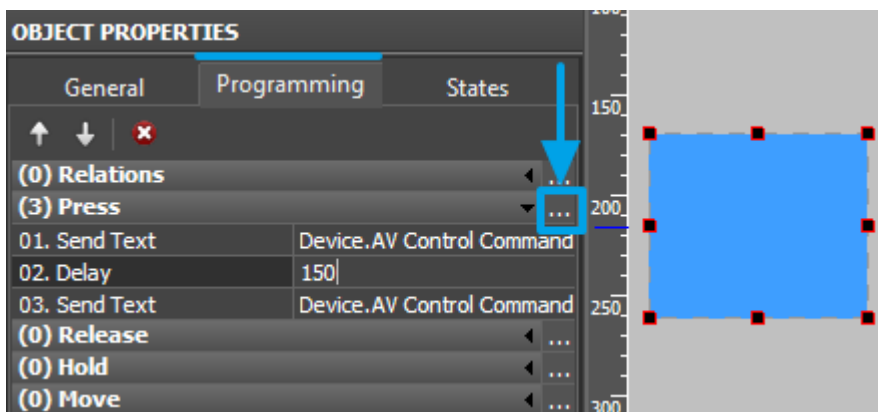 OBJECT PROPERTIES
General Programming States
(0) Relations ...
(3) Press ...
01. Send Text Device.AV Control Command
02. Delay 150
03. Send Text Device.AV Control Command
(0) Release ...
(0) Hold ...
(0) Move ...
150
200
250
300